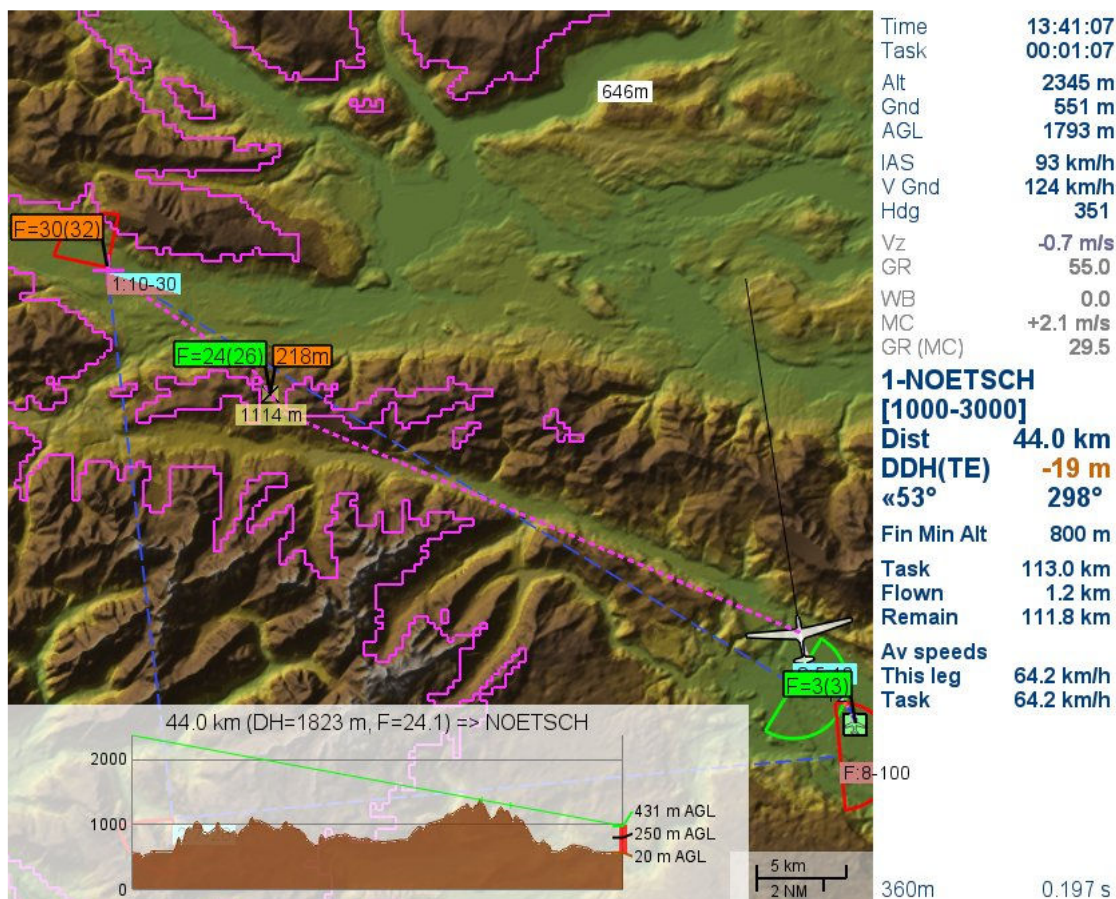 646m
F=30(32)
1:10-30
F=24(26) 218m
1114 m
F=3(3)
F:8-100
44.0 km (DH=1823 m, F=24.1) => NOETSCH
2000
1000
0
431 m AGL
250 m AGL
20 m AGL
5 km
2 NM
Time 13:41:07
Task 00:01:07
Alt 2345 m
Gnd 551 m
AGL 1793 m
IAS 93 km/h
V Gnd 124 km/h
Hdg 351
Vz -0.7 m/s
GR 55.0
WB 0.0
MC +2.1 m/s
GR (MC) 29.5
1-NOETSCH
[1000-3000]
Dist 44.0 km
DDH(TE) -19 m
«53° 298°
Fin Min Alt 800 m
Task 113.0 km
Flown 1.2 km
Remain 111.8 km
Av speeds
This leg 64.2 km/h
Task 64.2 km/h
360m 0.197 s